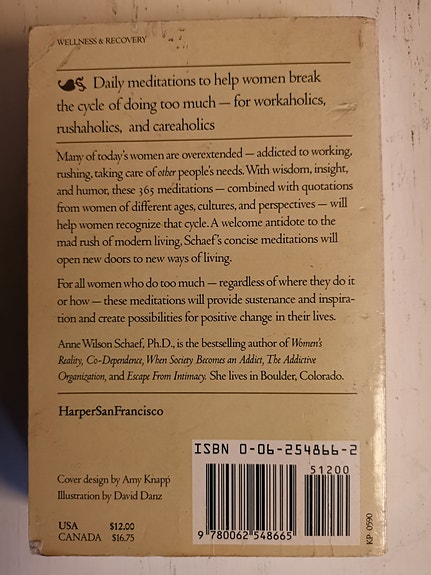 WELLNESS & RECOVERY
Daily meditations to help women break
the cycle of doing too much — for workaholics,
rushaholics, and careaholics
Many of today's women are overextended — addicted to working,
rushing, taking care of other people's needs. With wisdom, insight,
and humor, these 365 meditations — combined with quotations
from women of different ages, cultures, and perspectives — will
help women recognize that cycle. A welcome antidote to the
mad rush of modern living, Schaef's concise meditations will
open new doors to new ways of living.
For all women who do too much — regardless of where they do it
or how — these meditations will provide sustenance and inspira-
tion and create possibilities for positive change in their lives.
Anne Wilson Schaef, Ph.D., is the bestselling author of Women's
Reality, Co-Dependence, When Society Becomes an Addict, The Addictive
Organization, and Escape From Intimacy. She lives in Boulder, Colorado.
HarperSanFrancisco
ISBN 0-06-254866-2
51200
9 780062 548665
Cover design by Amy Knapp
Illustration by David Danz
USA $12.00
CANADA $16.75
KP 0590